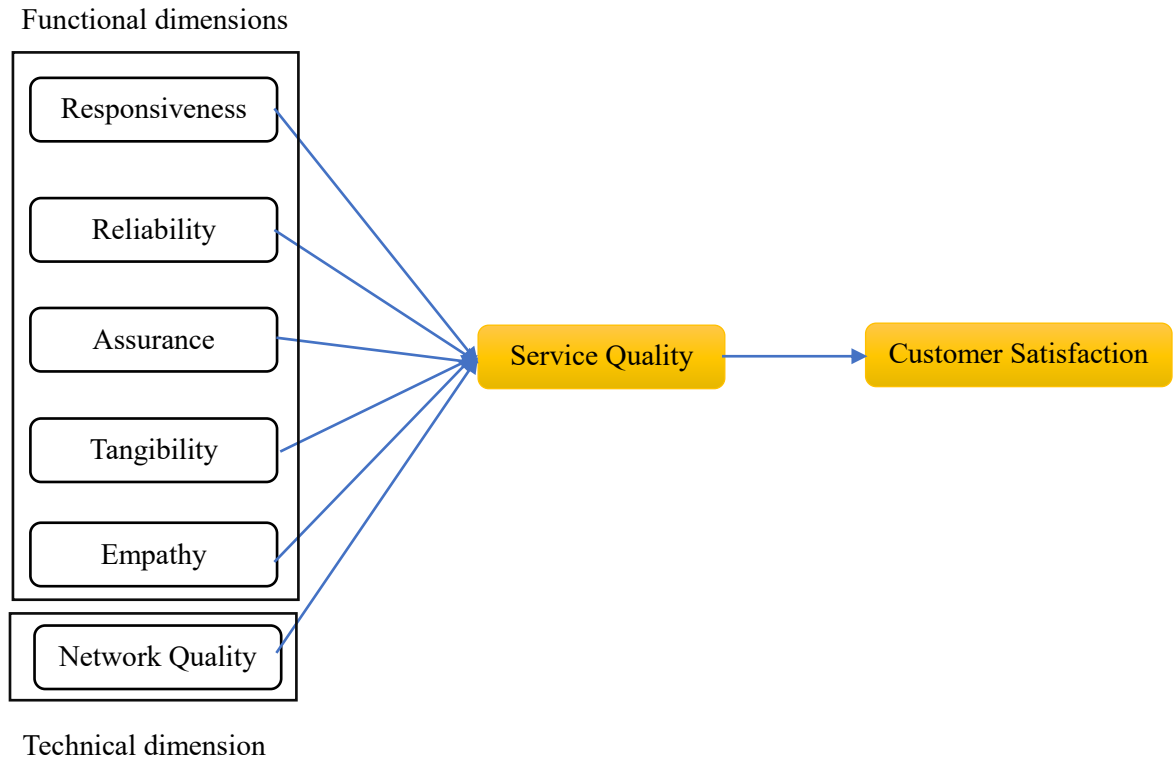 Functional dimensions
Responsiveness
Reliability
Assurance
Tangibility
Empathy
Network Quality
Technical dimension
Service Quality
Customer Satisfaction